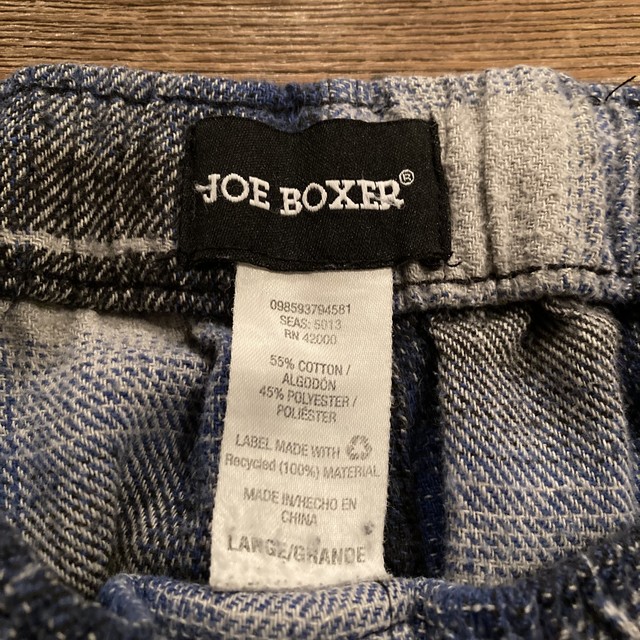 JOE BOXER®
098593794581
SEAS: 5013
RN 42000
55% COTTON /
ALGODÓN
45% POLYESTER /
POLIÉSTER
LABEL MADE WITH
Recycled (100%) MATERIAL
MADE IN/HECHO EN
CHINA
LARGE/GRANDE